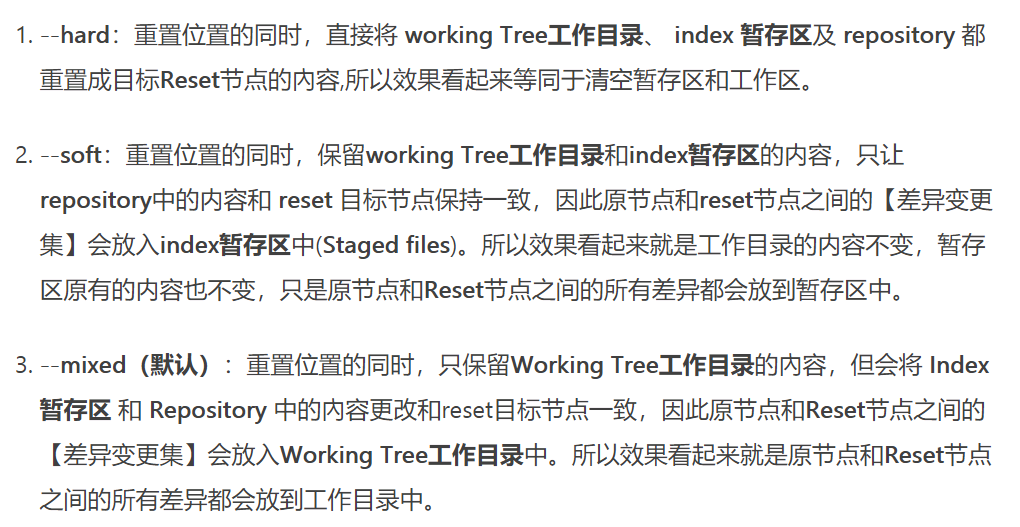 1. --hard：重置位置的同时，直接将 working Tree工作目录、 index 暂存区及 repository 都
重置成目标Reset节点的内容,所以效果看起来等同于清空暂存区和工作区。
2. --soft：重置位置的同时，保留working Tree工作目录和index暂存区的内容，只让
repository中的内容和 reset 目标节点保持一致，因此原节点和reset节点之间的【差异变更
集】会放入index暂存区中(Staged files)。所以效果看起来就是工作目录的内容不变，暂存
区原有的内容也不变，只是原节点和Reset节点之间的所有差异都会放到暂存区中。
3. --mixed（默认）：重置位置的同时，只保留Working Tree工作目录的内容，但会将 Index
暂存区 和 Repository 中的内容更改和reset目标节点一致，因此原节点和Reset节点之间的
【差异变更集】会放入Working Tree工作目录中。所以效果看起来就是原节点和Reset节点
之间的所有差异都会放到工作目录中。